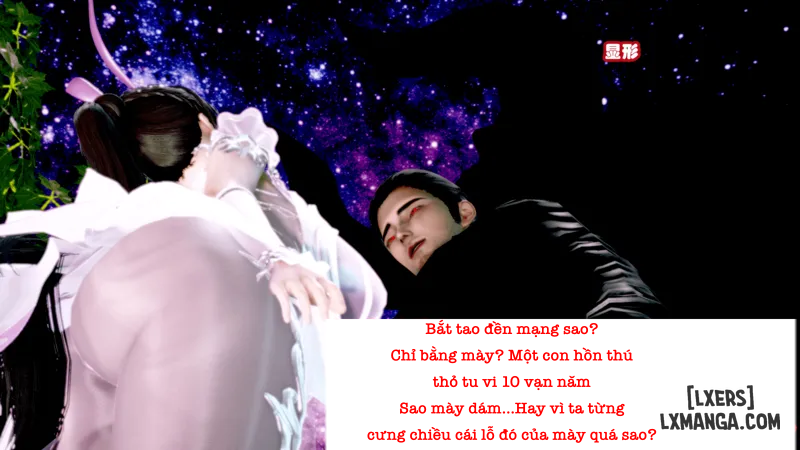 显形
Bắt tao đền mạng sao?
Chỉ bằng mày? Một con hồn thú
thỏ tu vi 10 vạn năm
Sao mày dám...Hay vì ta từng
cưng chiều cái lỗ đó của mày quá sao?
[LXERS]
LXMANGA.COM